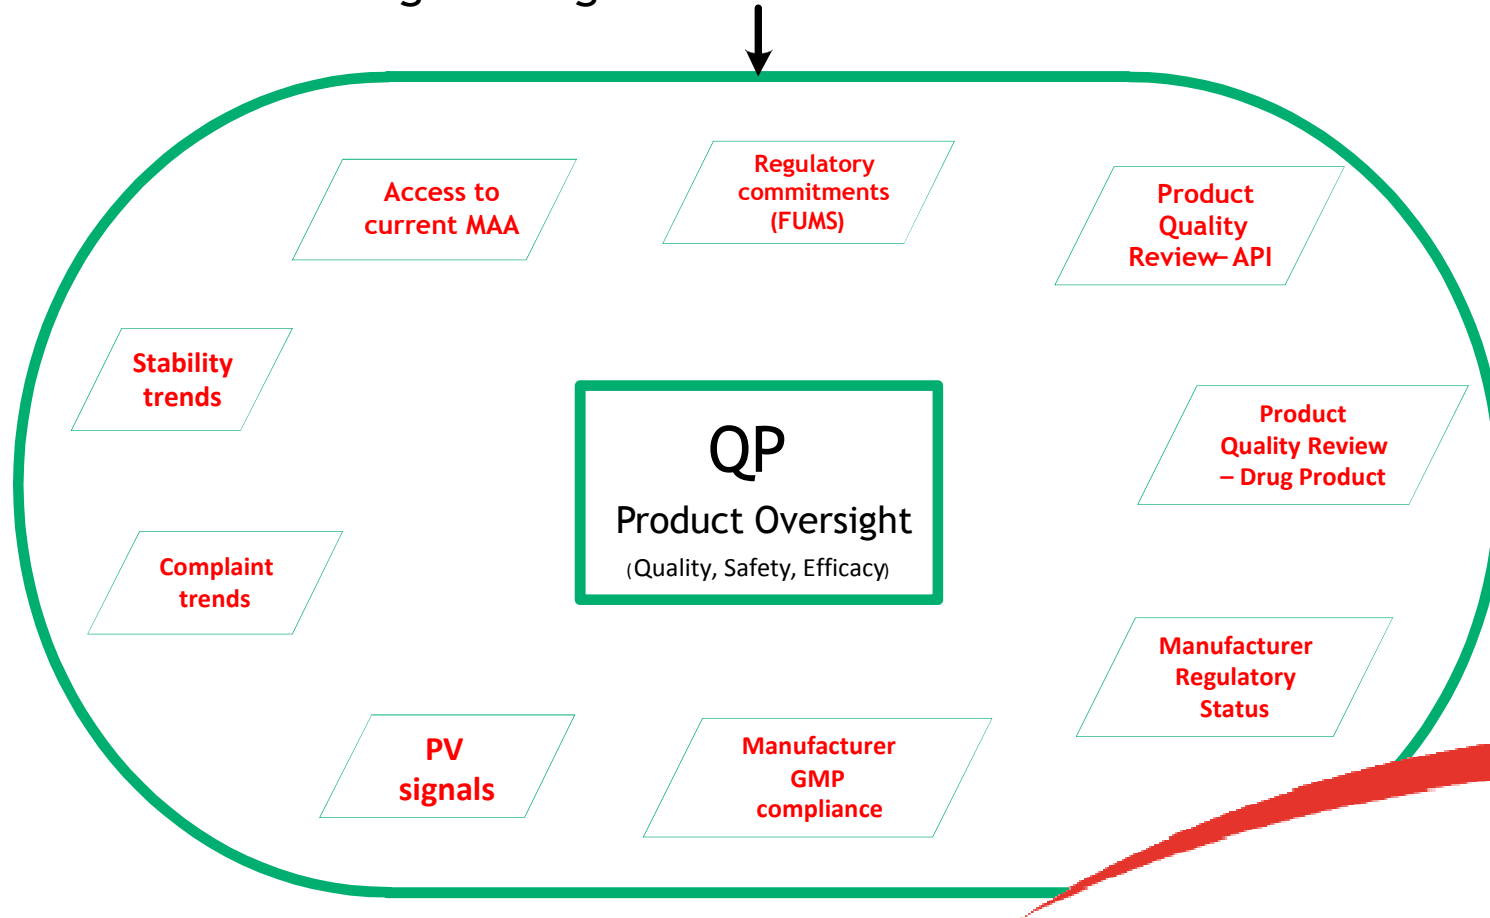 Access to
current MAA
Regulatory
commitments
(FUMS)
Product
Quality
Review– API
Stability
trends
QP
Product Oversight
(Quality, Safety, Efficacy)
Product
Quality Review
– Drug Product
Complaint
trends
Manufacturer
Regulatory
Status
PV
signals
Manufacturer
GMP
compliance